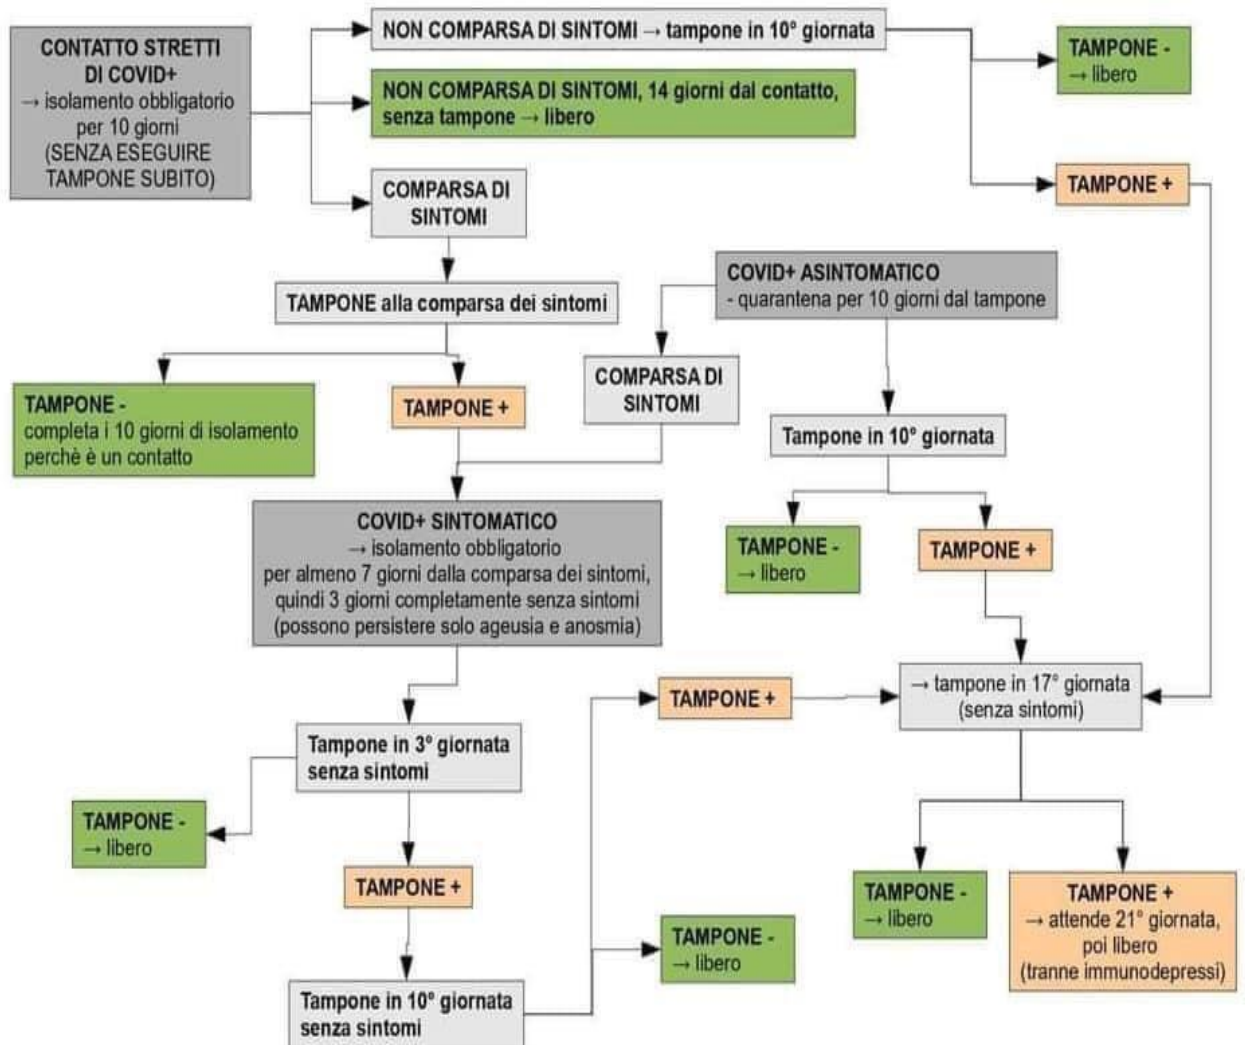 CONTATTO STRETTI
DI COVID+
→ isolamento obbligatorio
per 10 giorni
(SENZA ESEGUIRE
TAMPONE SUBITO)
NON COMPARSA DI SINTOMI → tampone in 10° giornata
NON COMPARSA DI SINTOMI, 14 giorni dal contatto,
senza tampone → libero
TAMPONE -
→ libero
TAMPONE +
COMPARSA DI
SINTOMI
TAMPONE alla comparsa dei sintomi
COVID+ ASINTOMATICO
- quarantena per 10 giorni dal tampone
TAMPONE -
completa i 10 giorni di isolamento
perchè è un contatto
TAMPONE +
COMPARSA DI
SINTOMI
Tampone in 10° giornata
COVID+ SINTOMATICO
→ isolamento obbligatorio
per almeno 7 giorni dalla comparsa dei sintomi,
quindi 3 giorni completamente senza sintomi
(possono persistere solo ageusia e anosmia)
TAMPONE -
→ libero
TAMPONE +
TAMPONE +
→ tampone in 17° giornata
(senza sintomi)
Tampone in 3° giornata
senza sintomi
TAMPONE -
→ libero
TAMPONE +
TAMPONE -
→ libero
TAMPONE +
→ attende 21° giornata,
poi libero
(tranne immunodepressi)
TAMPONE -
→ libero
Tampone in 10° giornata
senza sintomi